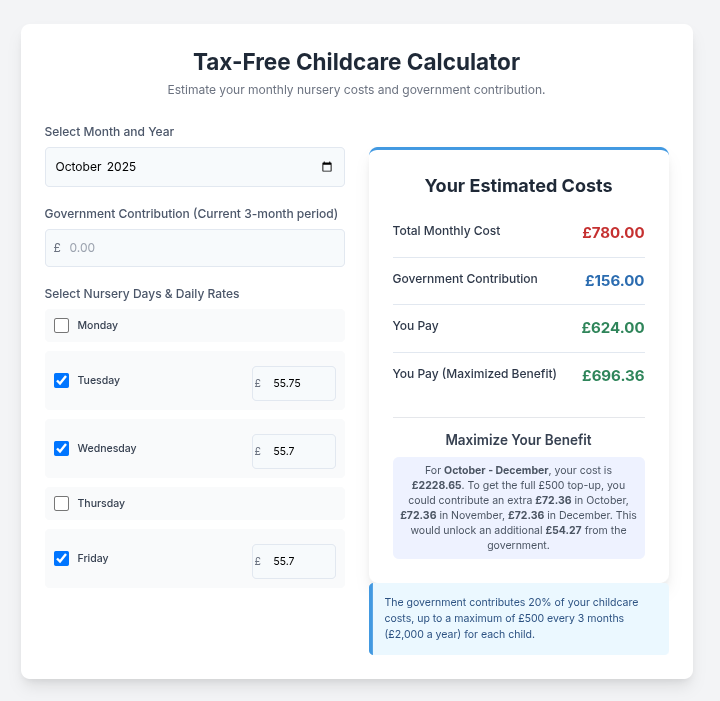 Tax-Free Childcare Calculator
Estimate your monthly nursery costs and government contribution.
Select Month and Year
October 2025
Government Contribution (Current 3-month period)
£ 0.00
Select Nursery Days & Daily Rates
Monday
Tuesday £ 55.75
Wednesday £ 55.7
Thursday
Friday £ 55.7
Your Estimated Costs
Total Monthly Cost £780.00
Government Contribution £156.00
You Pay £624.00
You Pay (Maximized Benefit) £696.36
Maximize Your Benefit
For October - December, your cost is
£2228.65. To get the full £500 top-up, you
could contribute an extra £72.36 in October,
£72.36 in November, £72.36 in December. This
would unlock an additional £54.27 from the
government.
The government contributes 20% of your childcare
costs, up to a maximum of £500 every 3 months
(£2,000 a year) for each child.